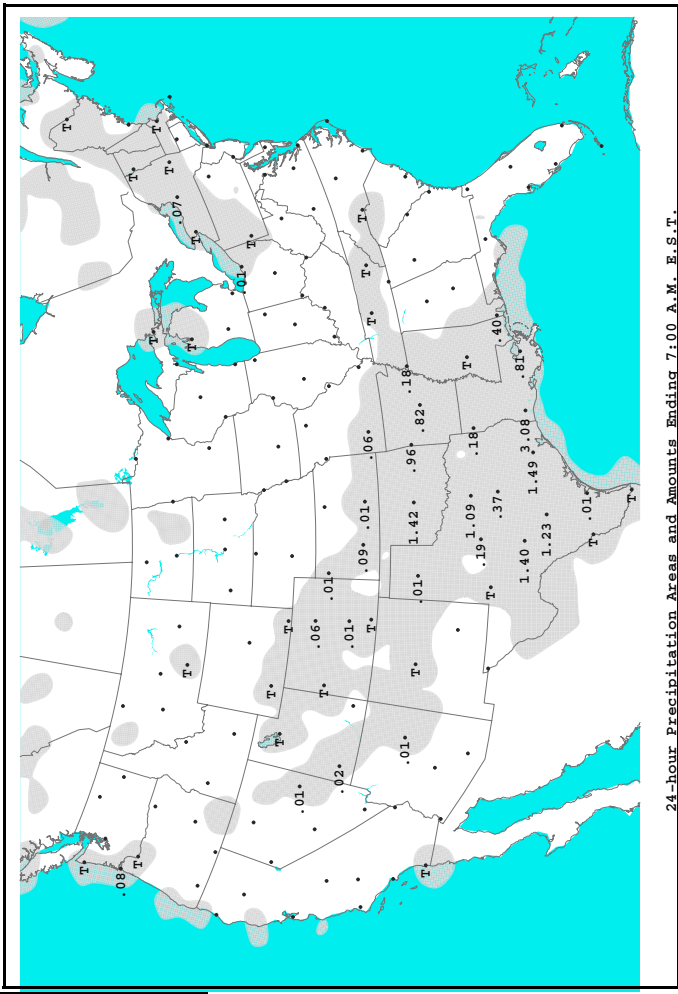 T
T
.08
T
T
T
T
T
.07
T
T
T
.01
T
T
T
T
.01
.06
T
.01
.02
.01
T
.09
.01
T
.06
T
T
.01
.18
.96
1.42
T
.01
.82
T
1.09
.18
.19
T
.37
.40
.81
1.40
3.08
1.49
1.23
.01
T
T
24-hour Precipitation Areas and Amounts Ending 7:00 A.M. E.S.T.